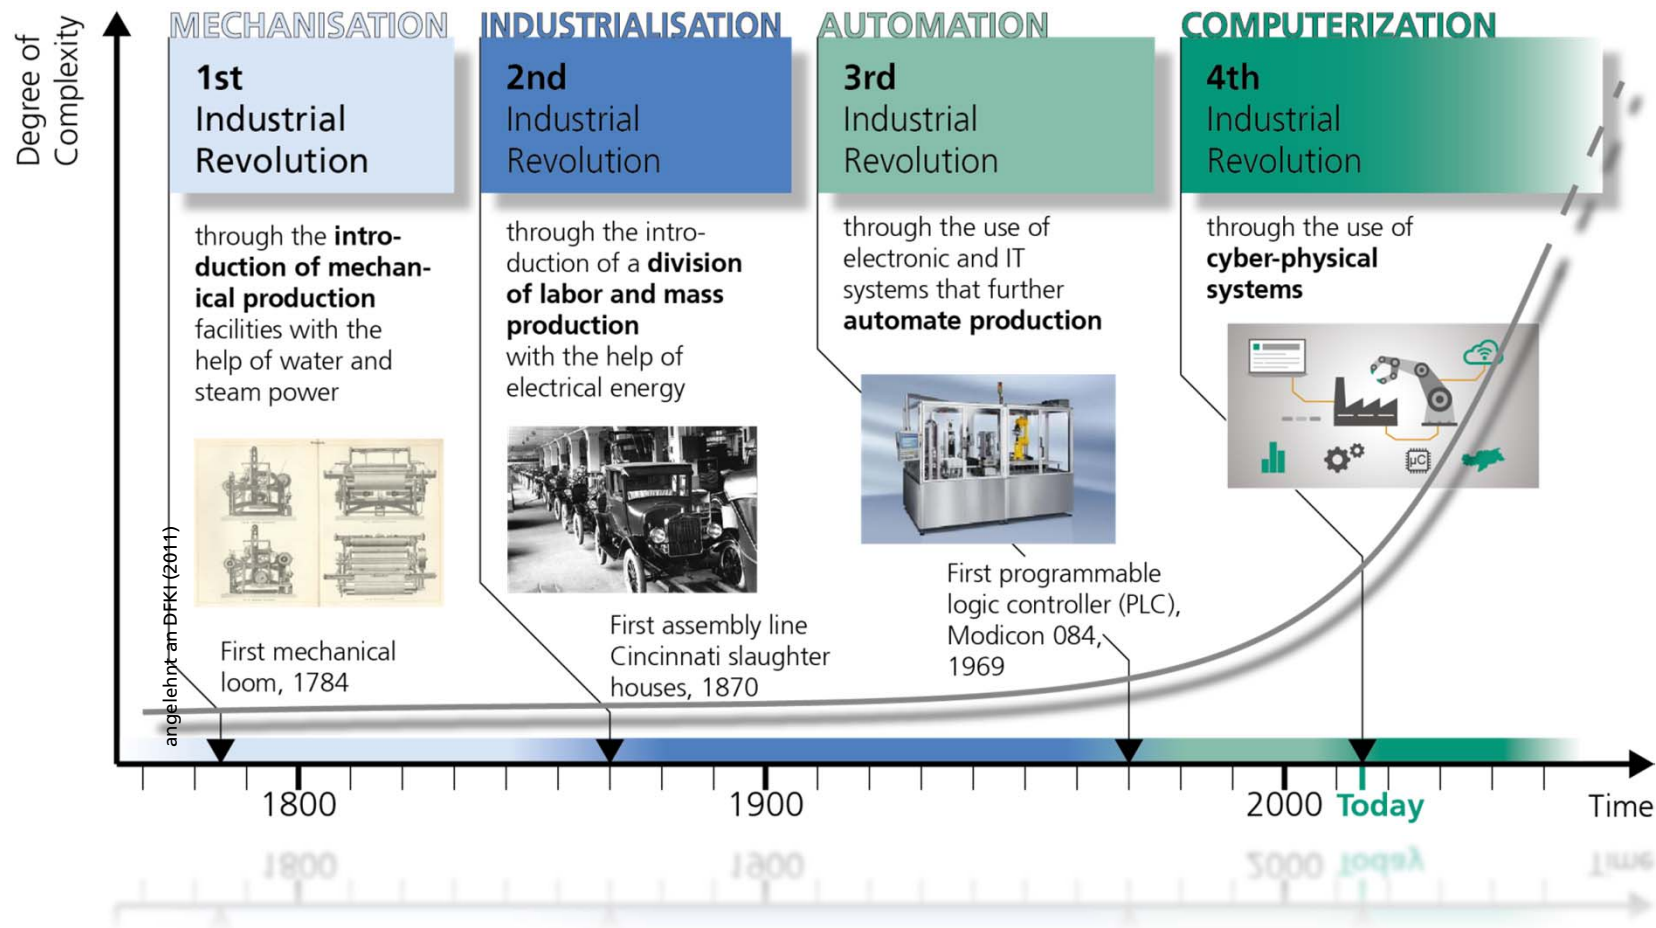 Degree of
Complexity
MECHANISATION
1st
Industrial
Revolution
through the intro-
duction of mechan-
ical production
facilities with the
help of water and
steam power
First mechanical
loom, 1784
angelehnt an DFKI (2011)
INDUSTRIALISATION
2nd
Industrial
Revolution
through the intro-
duction of a division
of labor and mass
production
with the help of
electrical energy
First assembly line
Cincinnati slaughter
houses, 1870
AUTOMATION
3rd
Industrial
Revolution
through the use of
electronic and IT
systems that further
automate production
First programmable
logic controller (PLC),
Modicon 084,
1969
COMPUTERIZATION
4th
Industrial
Revolution
through the use of
cyber-physical
systems
µC
1800
1900
2000
Today
Time